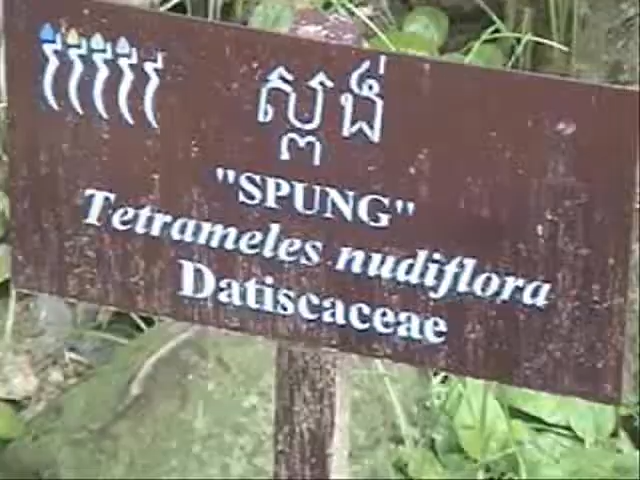 ស្ពង់
"SPUNG"
Tetrameles nudiflora
Datiscaceae